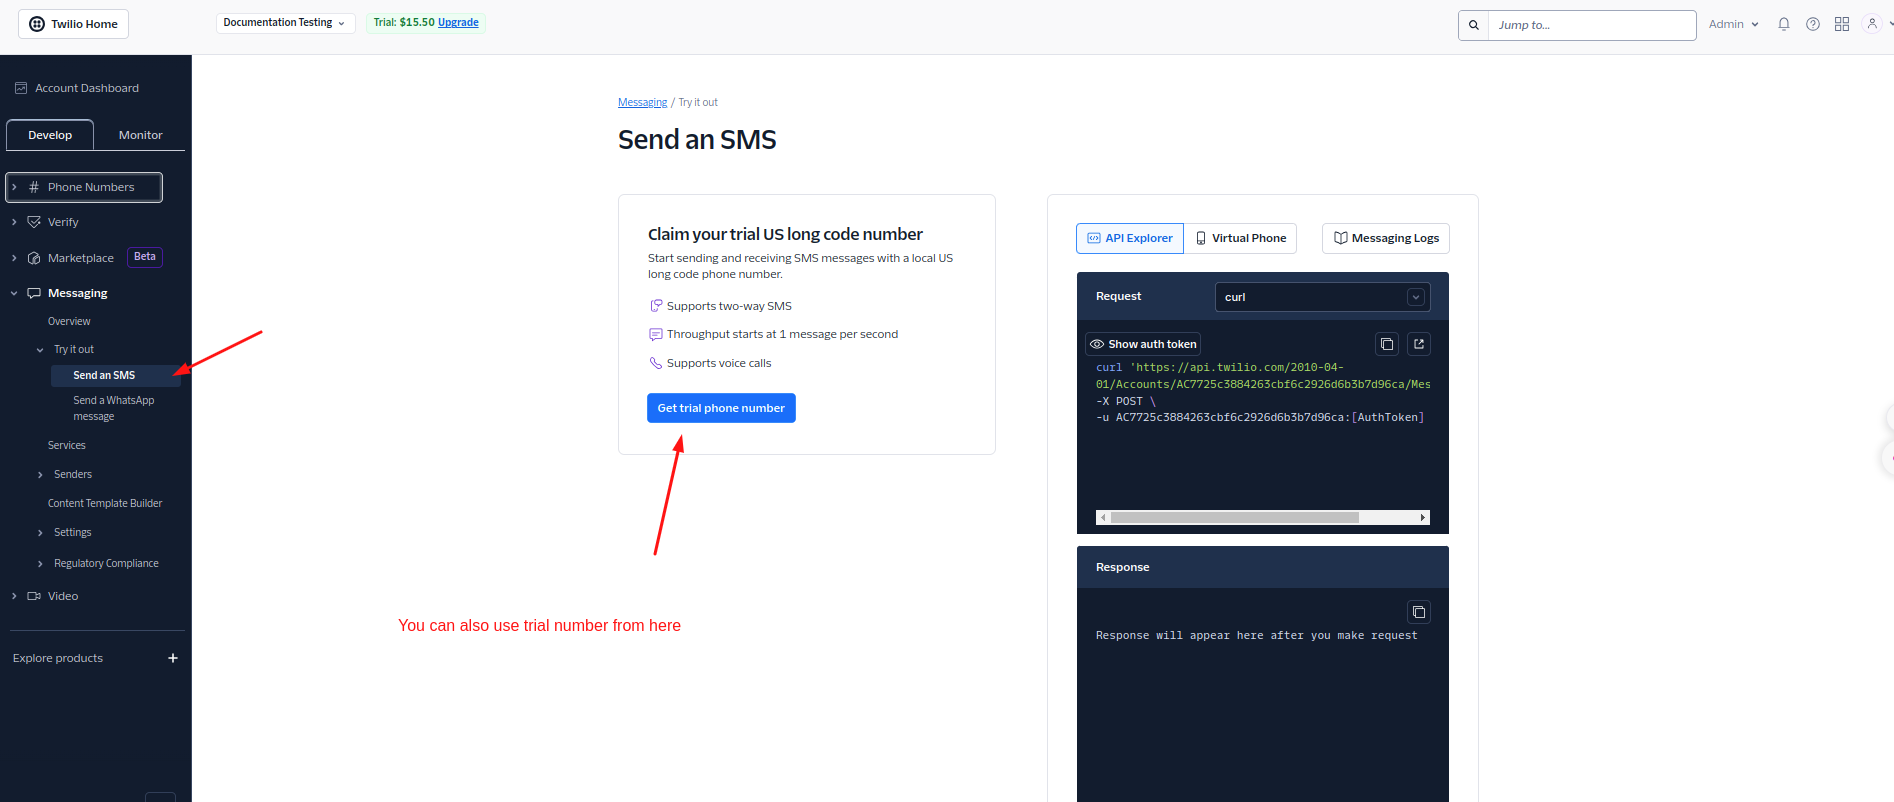 Twilio Home
Documentation Testing
Trial: $15.50 Upgrade
Jump to...
Admin
Account Dashboard
Develop
Monitor
Phone Numbers
Verify
Marketplace
Beta
Messaging
Overview
Try it out
Send an SMS
Send a WhatsApp
message
Services
Senders
Content Template Builder
Settings
Regulatory Compliance
Video
Explore products
+
Messaging / Try it out
Send an SMS
Claim your trial US long code number
Start sending and receiving SMS messages with a local US
long code phone number.
Supports two-way SMS
Throughput starts at 1 message per second
Supports voice calls
Get trial phone number
You can also use trial number from here
API Explorer
Virtual Phone
Messaging Logs
Request
curl
Show auth token
curl 'https://api.twilio.com/2010-04-
01/Accounts/AC7725c3884263cbf6c2926d6b3b7d96ca/Mes
-X POST \
-u AC7725c3884263cbf6c2926d6b3b7d96ca:[AuthToken]
Response
Response will appear here after you make request